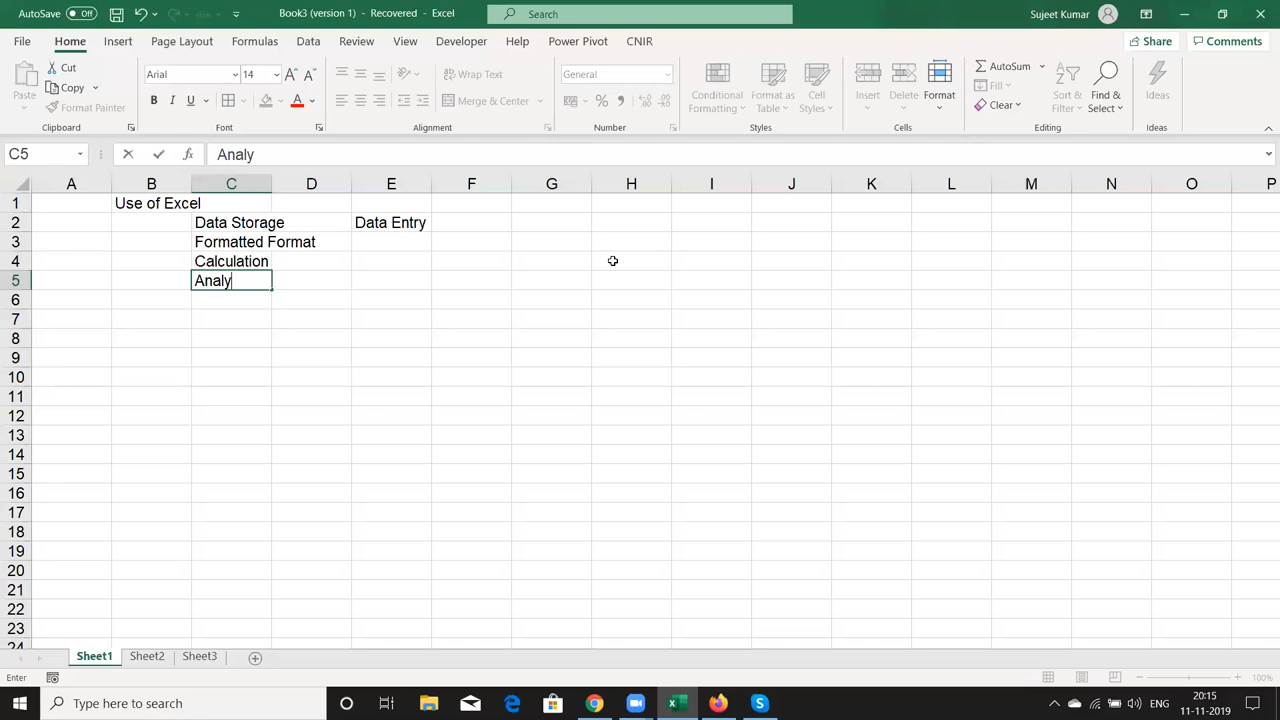 AutoSave Off Book3 (version 1) - Recovered - Excel Search Sujeet Kumar
File Home Insert Page Layout Formulas Data Review View Developer Help Power Pivot CNIR Share Comments
Paste Cut Copy Format Painter Clipboard
Arial 14 A A B I U A Font
Wrap Text Merge & Center Alignment
General % Number
Conditional Formatting Format as Table Cell Styles Styles
Insert Delete Format Cells
AutoSum Fill Clear Sort & Filter Find & Select Editing
Ideas Ideas
C5 fx Analy
A B C D E F G H I J K L M N O P
1 Use of Excel
2 Data Storage Data Entry
3 Formatted Format
4 Calculation
5 Analy
6
7
8
9
10
11
12
13
14
15
16
17
18
19
20
21
22
23
24
Sheet1 Sheet2 Sheet3
Enter 100%
Type here to search ENG 20:15
11-11-2019